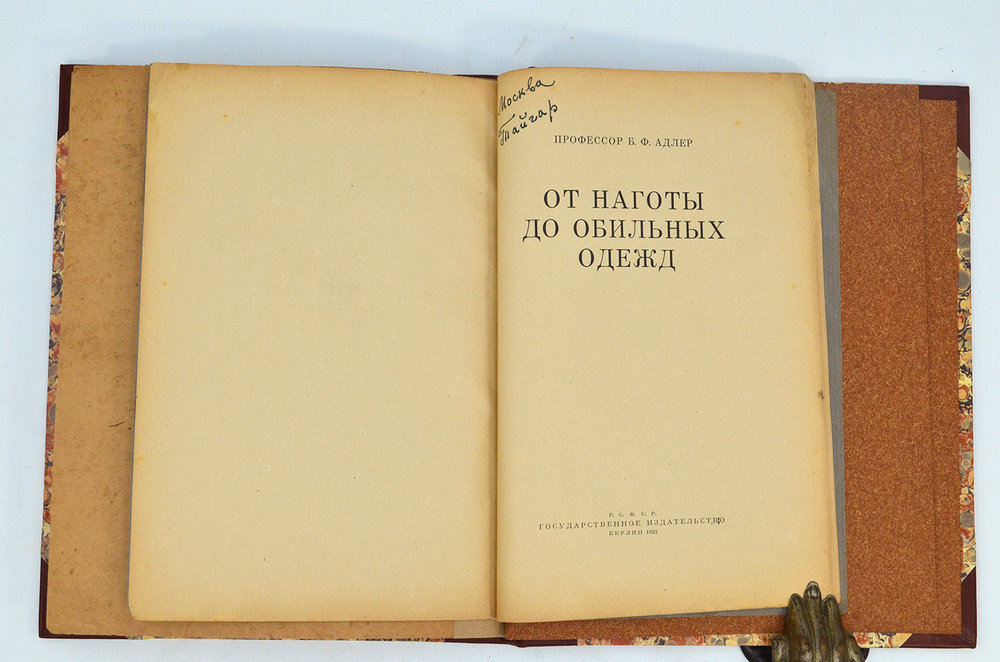 Москва
Тайгар
ПРОФЕССОР Б. Ф. АДЛЕР
ОТ НАГОТЫ
ДО ОБИЛЬНЫХ
ОДЕЖД
Р. С. Ф. С. Р.
ГОСУДАРСТВЕННОЕ ИЗДАТЕЛЬСТВО
БЕРЛИН 1923